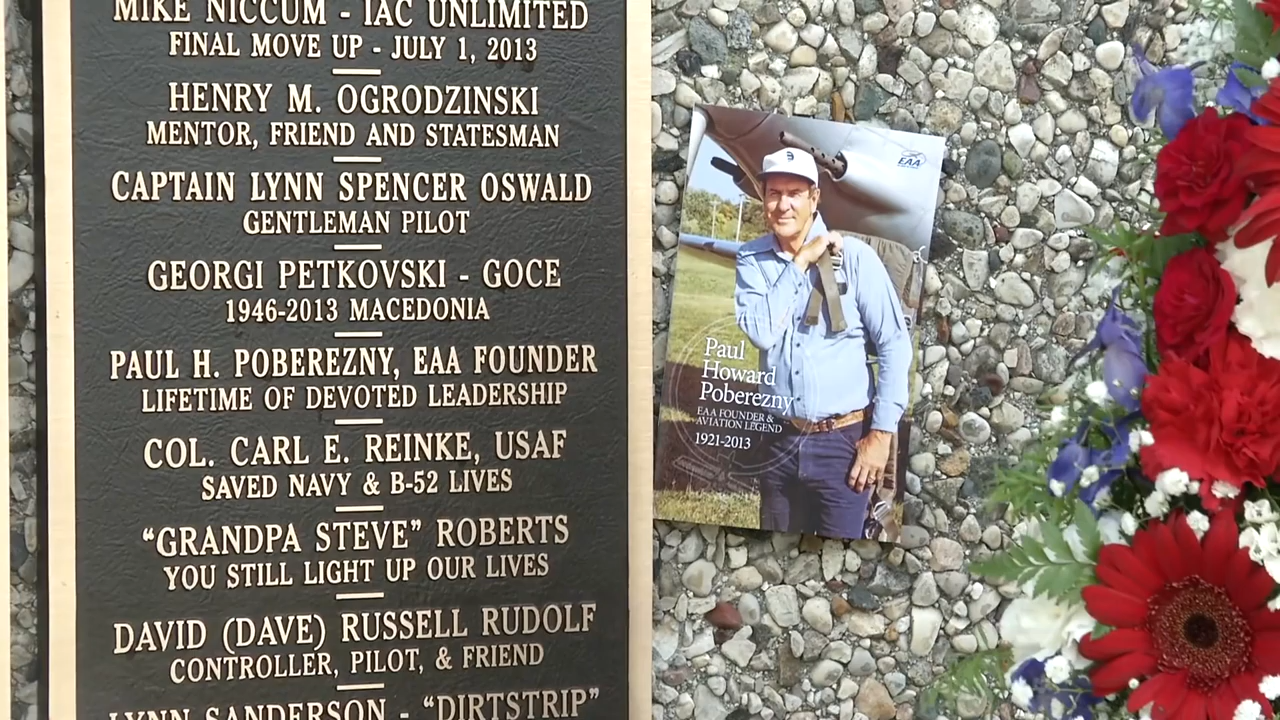 MIKE NICCUM - IAC UNLIMITED
FINAL MOVE UP - JULY 1, 2013
HENRY M. OGRODZINSKI
MENTOR, FRIEND AND STATESMAN
CAPTAIN LYNN SPENCER OSWALD
GENTLEMAN PILOT
GEORGI PETKOVSKI - GOCE
1946-2013 MACEDONIA
PAUL H. POBEREZNY, EAA FOUNDER
LIFETIME OF DEVOTED LEADERSHIP
COL. CARL E. REINKE, USAF
SAVED NAVY & B-52 LIVES
“GRANDPA STEVE” ROBERTS
YOU STILL LIGHT UP OUR LIVES
DAVID (DAVE) RUSSELL RUDOLF
CONTROLLER, PILOT, & FRIEND
LYNN SANDERSON - “DIRTSTRIP”
EAA
Paul
Howard
Poberezny
EAA FOUNDER &
AVIATION LEGEND
1921-2013